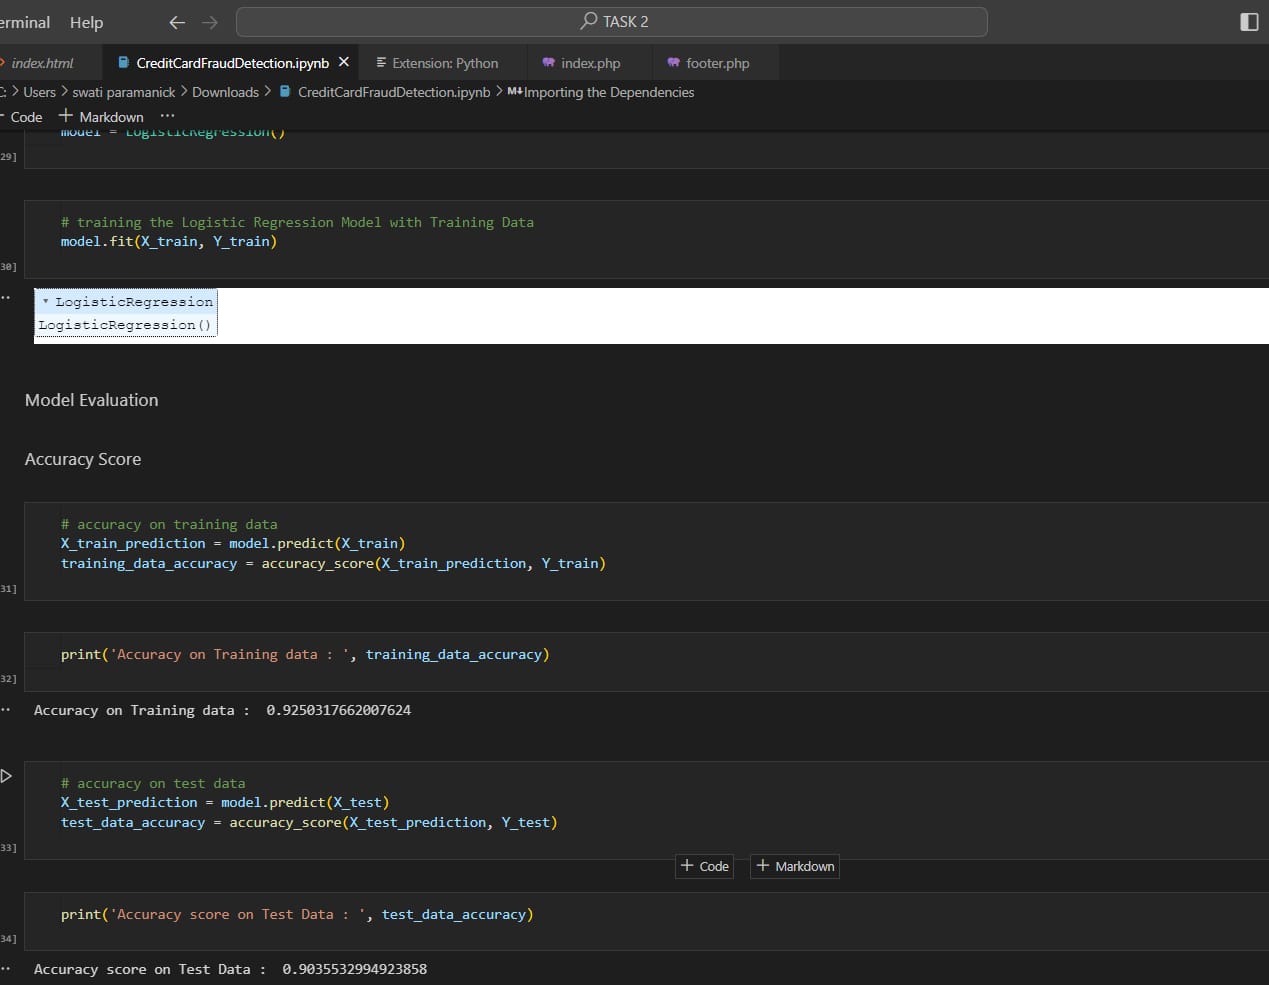 erminal Help TASK 2
index.html CreditCardFraudDetection.ipynb Extension: Python index.php footer.php
C: > Users > swati paramanick > Downloads > CreditCardFraudDetection.ipynb > M↓Importing the Dependencies
Code + Markdown ···
model = LogisticRegression()
29]
# training the Logistic Regression Model with Training Data
model.fit(X_train, Y_train)
30]
LogisticRegression
LogisticRegression()
Model Evaluation
Accuracy Score
# accuracy on training data
X_train_prediction = model.predict(X_train)
training_data_accuracy = accuracy_score(X_train_prediction, Y_train)
31]
print('Accuracy on Training data : ', training_data_accuracy)
32]
Accuracy on Training data :  0.9250317662007624
# accuracy on test data
X_test_prediction = model.predict(X_test)
test_data_accuracy = accuracy_score(X_test_prediction, Y_test)
33]
+ Code + Markdown
print('Accuracy score on Test Data : ', test_data_accuracy)
34]
Accuracy score on Test Data :  0.9035532994923858